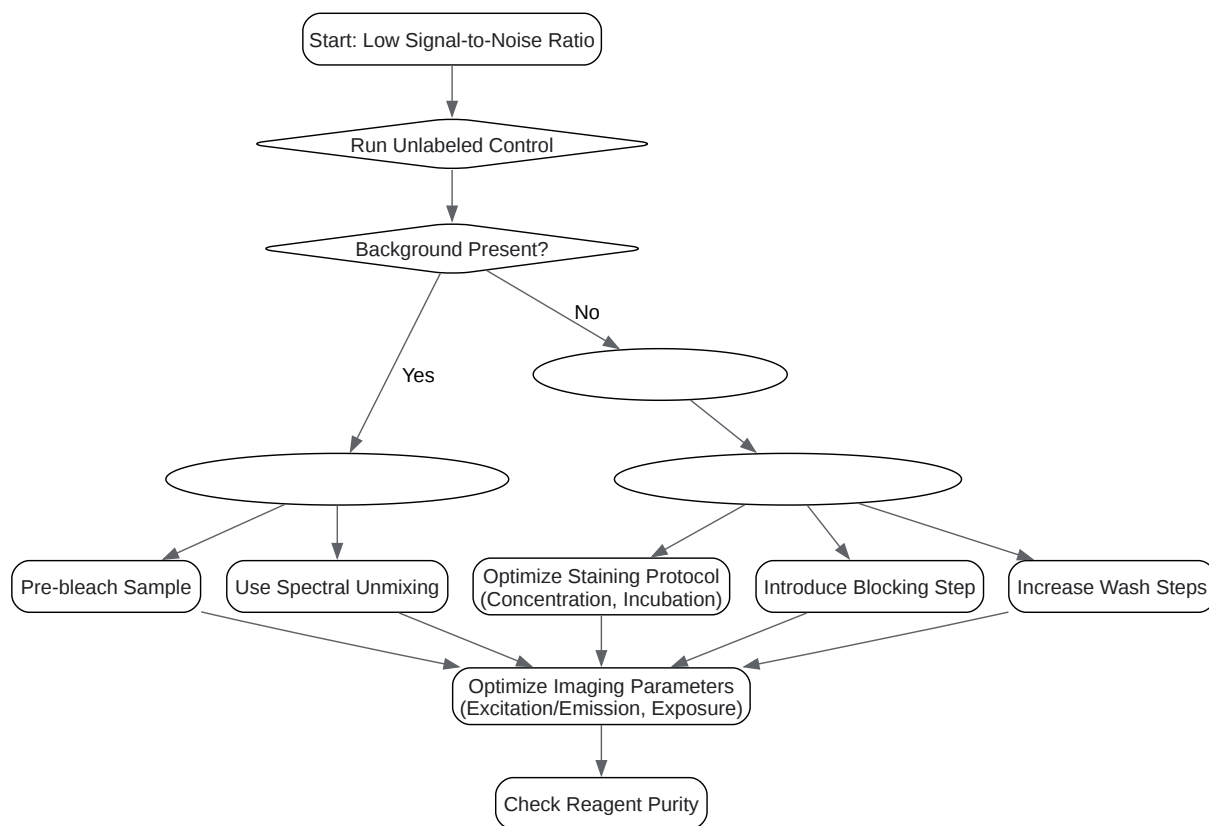 Start: Low Signal-to-Noise Ratio
Run Unlabeled Control
Background Present?
No
Yes
Pre-bleach Sample
Use Spectral Unmixing
Optimize Staining Protocol
(Concentration, Incubation)
Introduce Blocking Step
Increase Wash Steps
Optimize Imaging Parameters
(Excitation/Emission, Exposure)
Check Reagent Purity